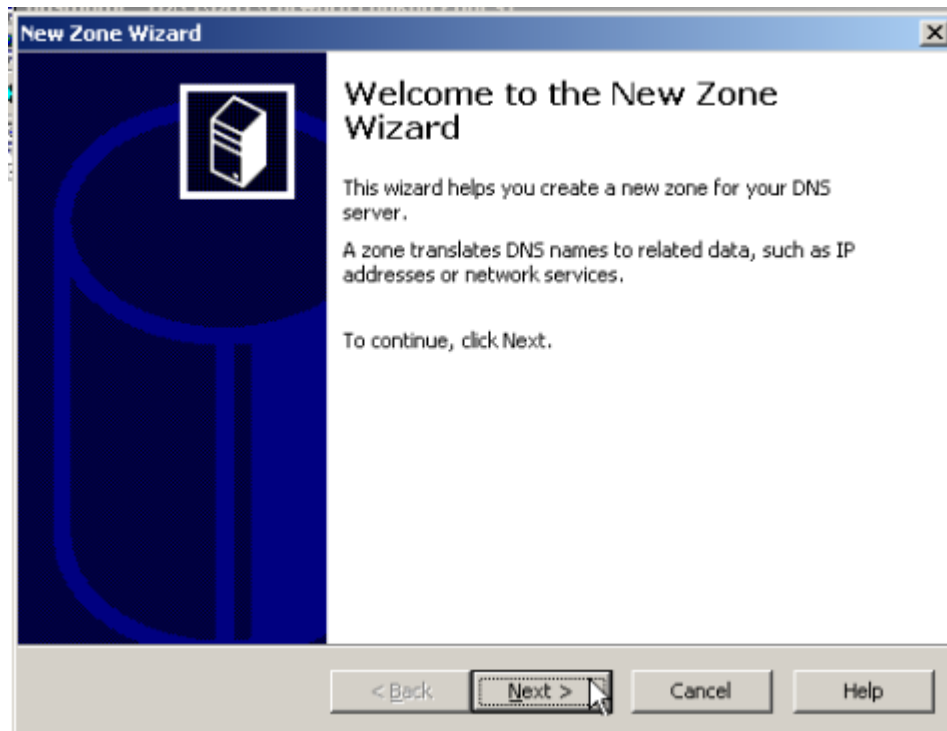 New Zone Wizard
Welcome to the New Zone
Wizard
This wizard helps you create a new zone for your DNS
server.
A zone translates DNS names to related data, such as IP
addresses or network services.
To continue, click Next.
< Back
Next >
Cancel
Help